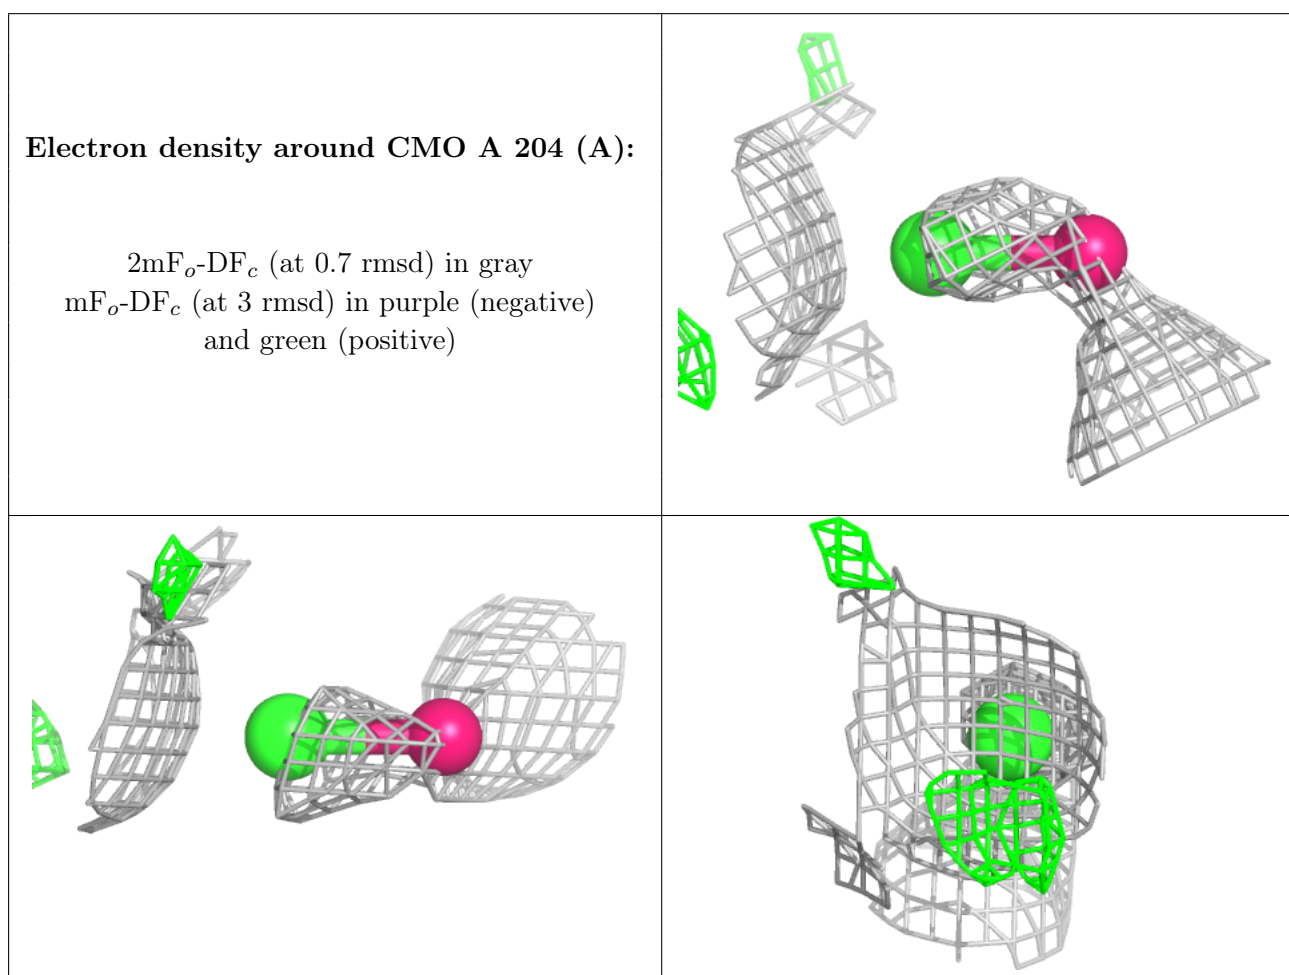 Electron density around CMO A 204 (A):
2mFo-DFc (at 0.7 rmsd) in gray
mFo-DFc (at 3 rmsd) in purple (negative)
and green (positive)